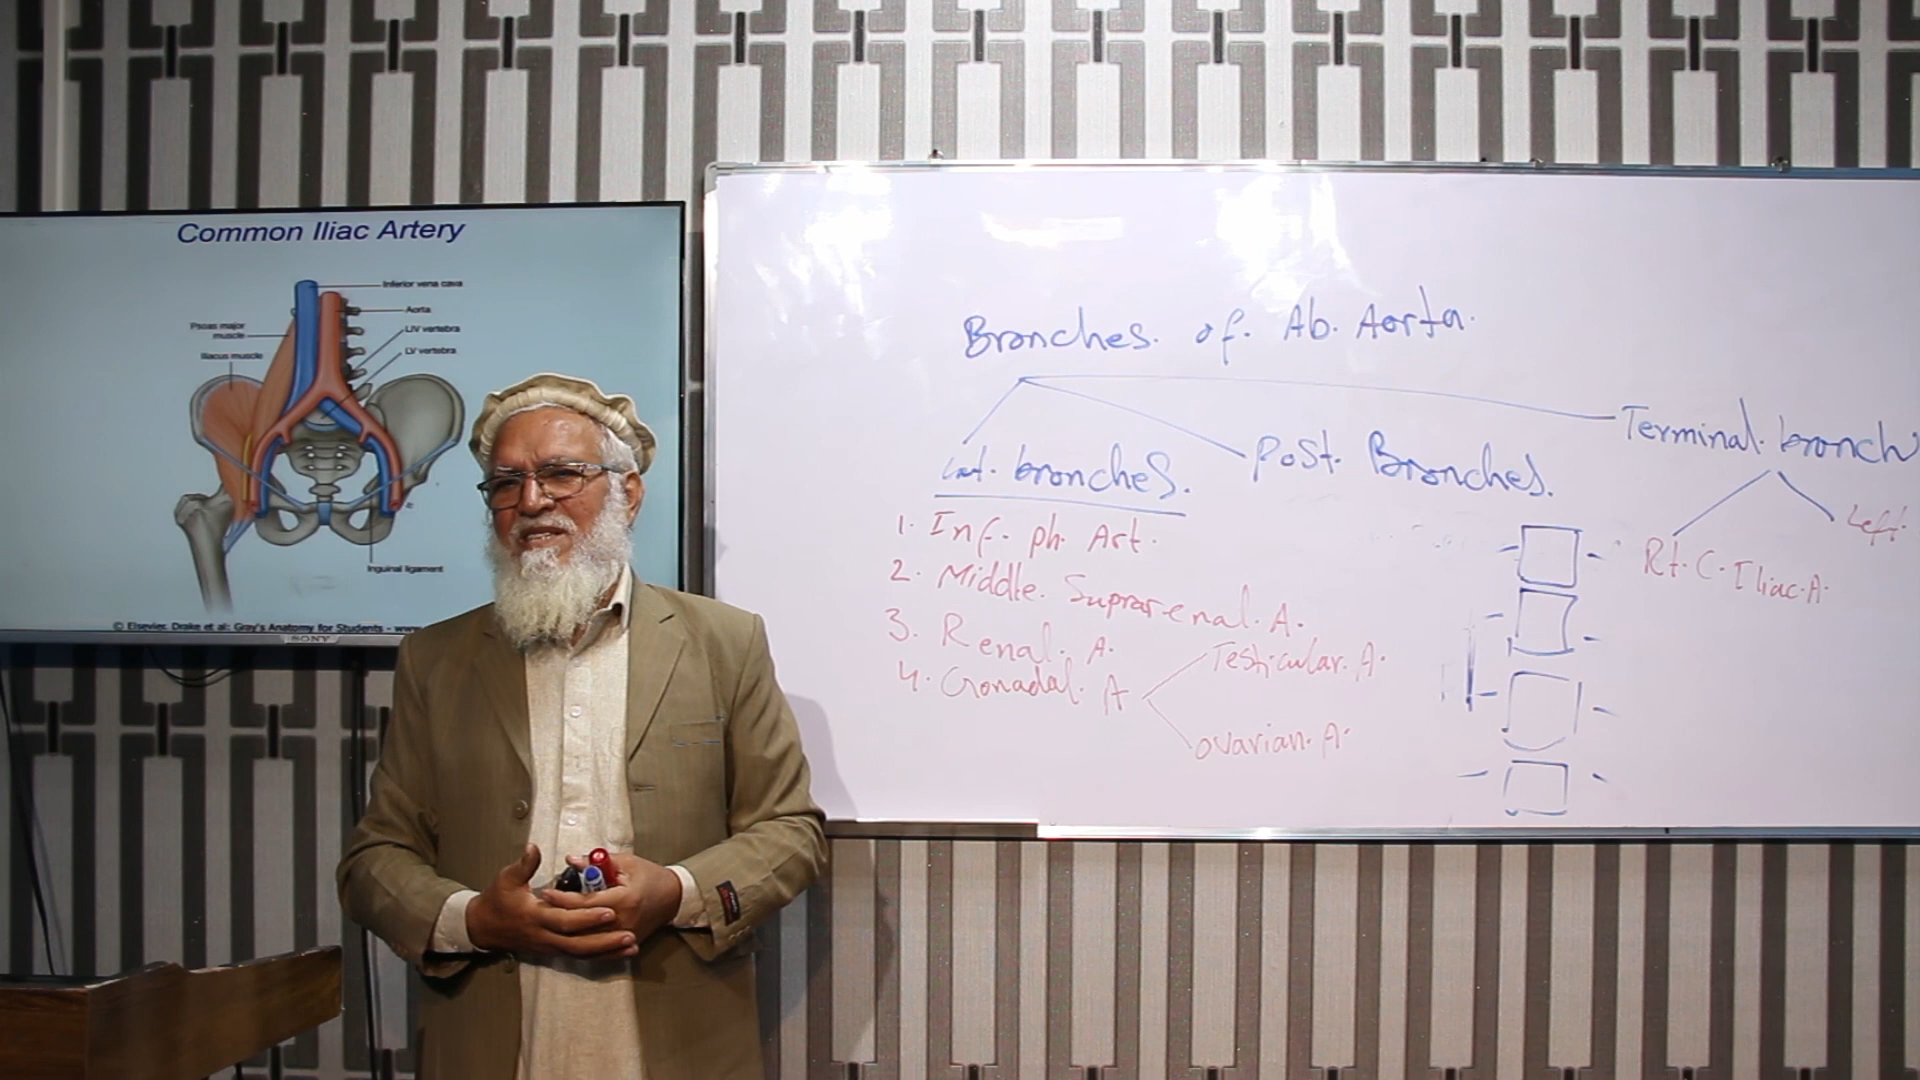 Common Iliac Artery
Inferior vena cava
Aorta
LIV vertebra
LV vertebra
Psoas major
muscle
Iliacus muscle
Inguinal ligament
© Elsevier. Drake et al: Gray's Anatomy for Students - www
SONY
Bronches. of. Ab. Aorta.
Lat. bronches.
Post. Bronches.
Terminal. bronch
1. Inf. ph. Art.
2. Middle. Suprarenal. A.
3. Renal. A.
4. Gonadal. A
Testicular. A.
ovarian. A.
Rt. C. Iliac. A.
Left.